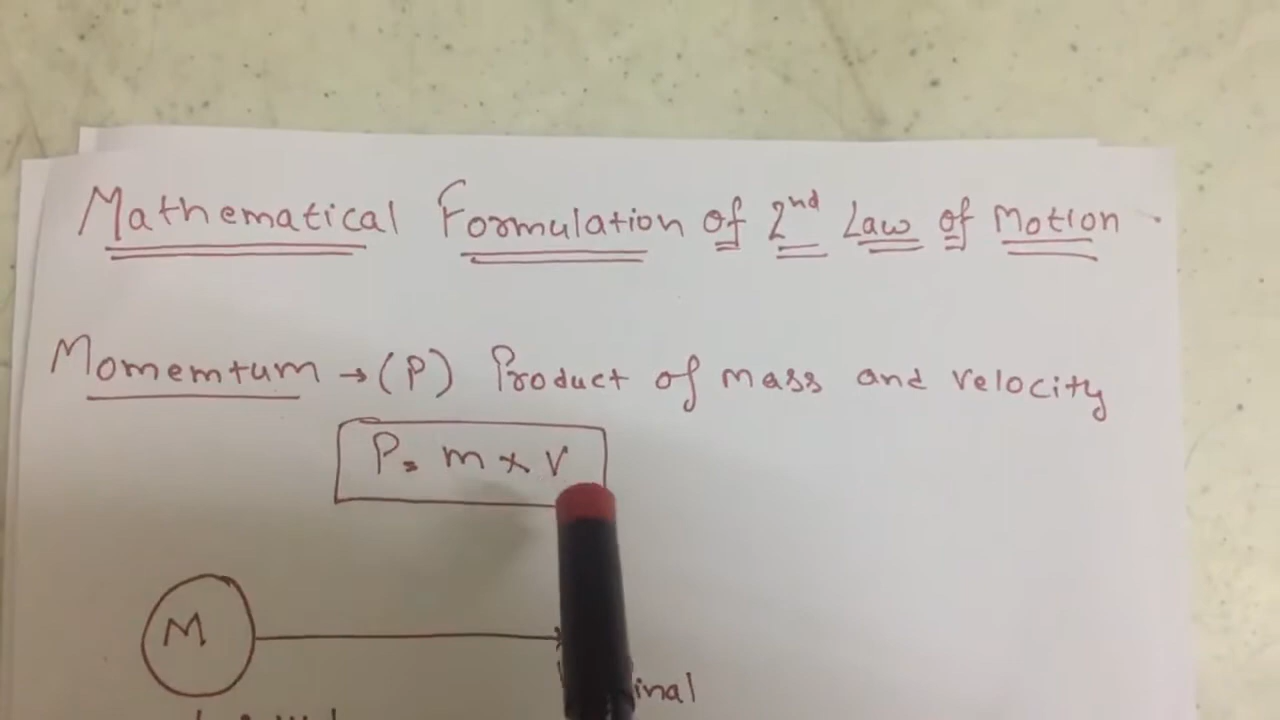 Mathematical Formulation of 2nd Law of Motion
Momemtum → (P) Product of mass and velocity
P = m × v
M
inal